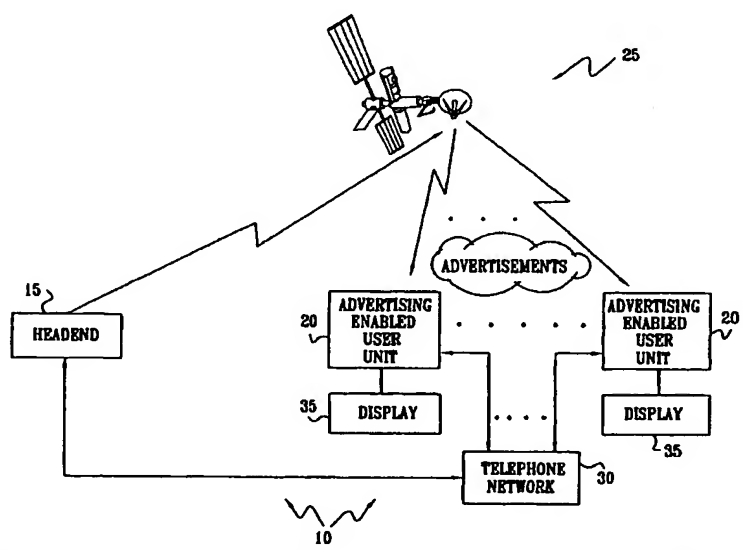 25
ADVERTISEMENTS
15
HEADEND
20
ADVERTISING
ENABLED
USER
UNIT
ADVERTISING
ENABLED
USER
UNIT
20
35
DISPLAY
DISPLAY
35
TELEPHONE
NETWORK
30
10